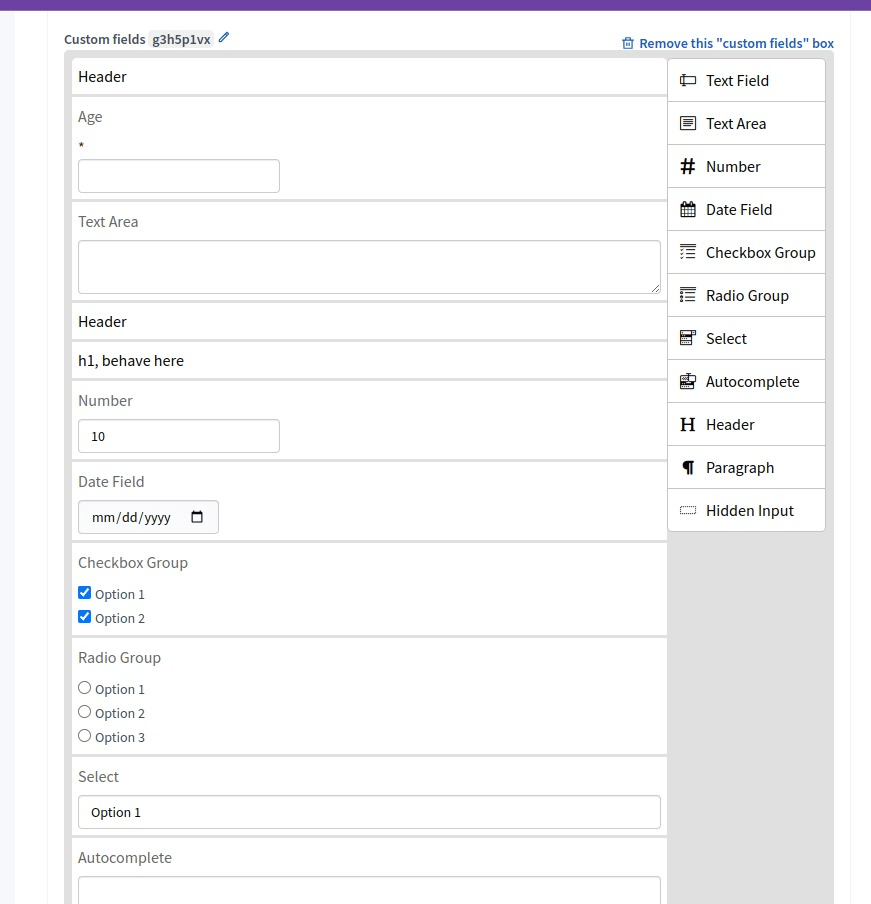 Custom fields g3h5p1vx
Remove this "custom fields" box
Header
Age
*
Text Area
Header
h1, behave here
Number
10
Date Field
mm/dd/yyyy
Checkbox Group
Option 1
Option 2
Radio Group
Option 1
Option 2
Option 3
Select
Option 1
Autocomplete
Text Field
Text Area
Number
Date Field
Checkbox Group
Radio Group
Select
Autocomplete
Header
Paragraph
Hidden Input